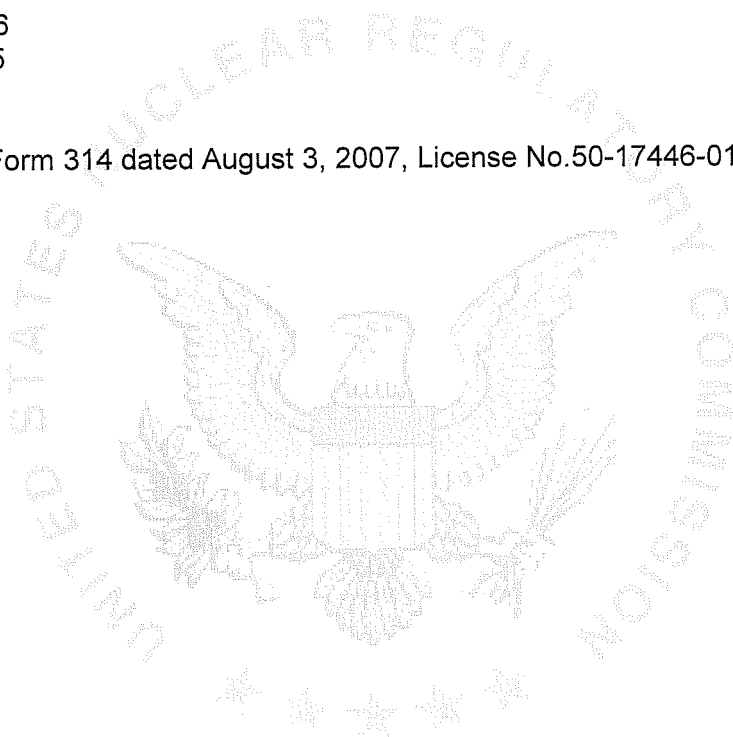 6
5
Form 314 dated August 3, 2007, License No.50-17446-01
UNITED STATES NUCLEAR REGULATORY COMMISSION